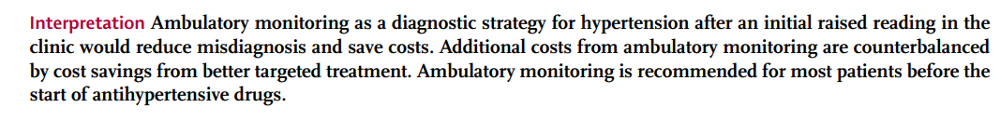 Interpretation Ambulatory monitoring as a diagnostic strategy for hypertension after an initial raised reading in the
clinic would reduce misdiagnosis and save costs. Additional costs from ambulatory monitoring are counterbalanced
by cost savings from better targeted treatment. Ambulatory monitoring is recommended for most patients before the
start of antihypertensive drugs.